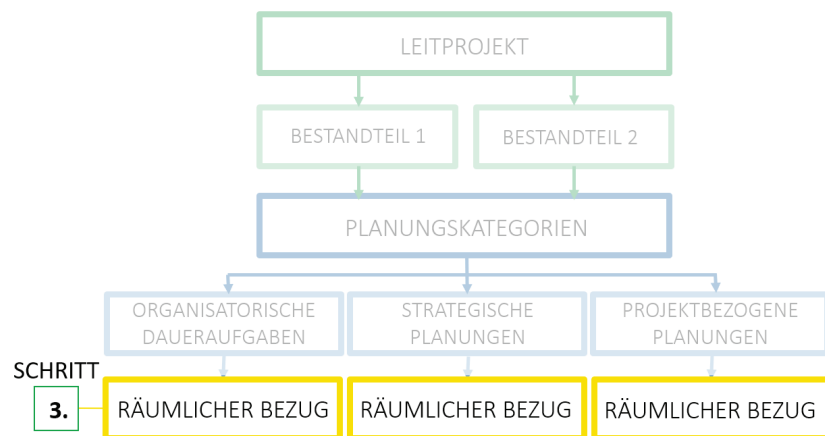 LEITPROJEKT
BESTANDTEIL 1
BESTANDTEIL 2
PLANUNGSKATEGORIEN
ORGANISATORISCHE
DAUERAUFGABEN
STRATEGISCHE
PLANUNGEN
PROJEKTBEZOGENE
PLANUNGEN
SCHRITT
3.
RÄUMLICHER BEZUG
RÄUMLICHER BEZUG
RÄUMLICHER BEZUG